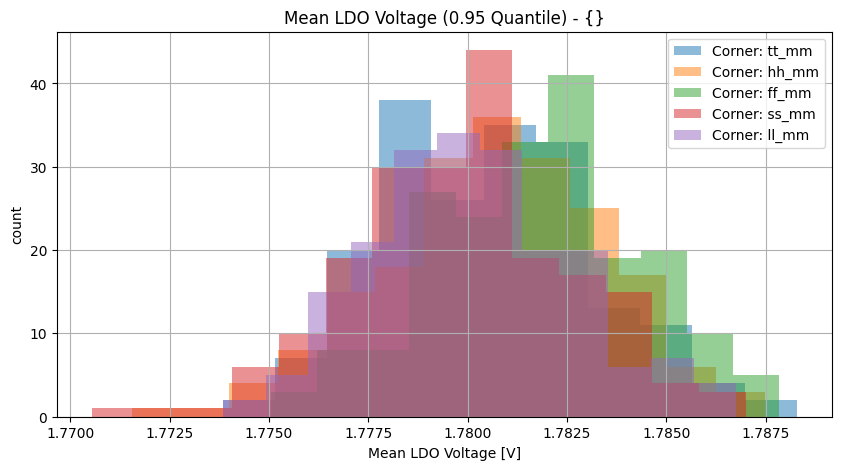 Mean LDO Voltage (0.95 Quantile) - {}
Corner: tt_mm
Corner: hh_mm
Corner: ff_mm
Corner: ss_mm
Corner: ll_mm
count
40
30
20
10
0
1.7700 1.7725 1.7750 1.7775 1.7800 1.7825 1.7850 1.7875
Mean LDO Voltage [V]